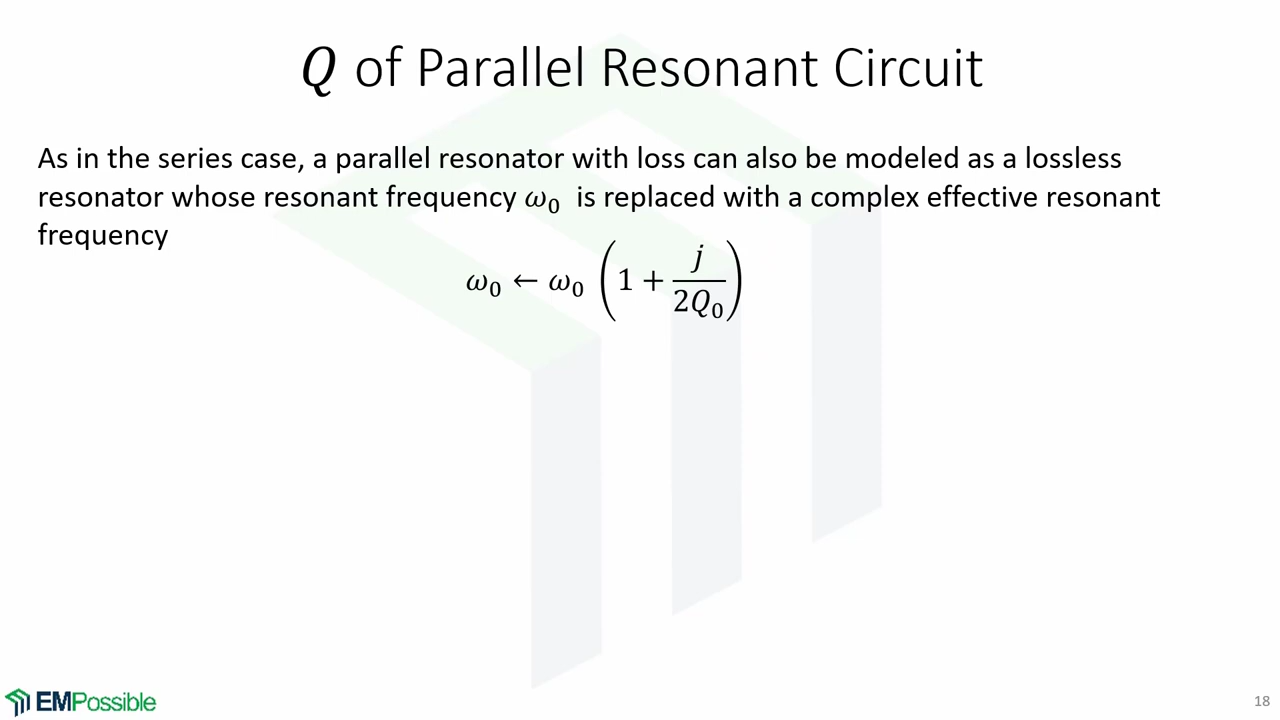 Q of Parallel Resonant Circuit
As in the series case, a parallel resonator with loss can also be modeled as a lossless
resonator whose resonant frequency ω₀ is replaced with a complex effective resonant
frequency
ω₀ ← ω₀ (1 + j/2Q₀)
EMPossible
18